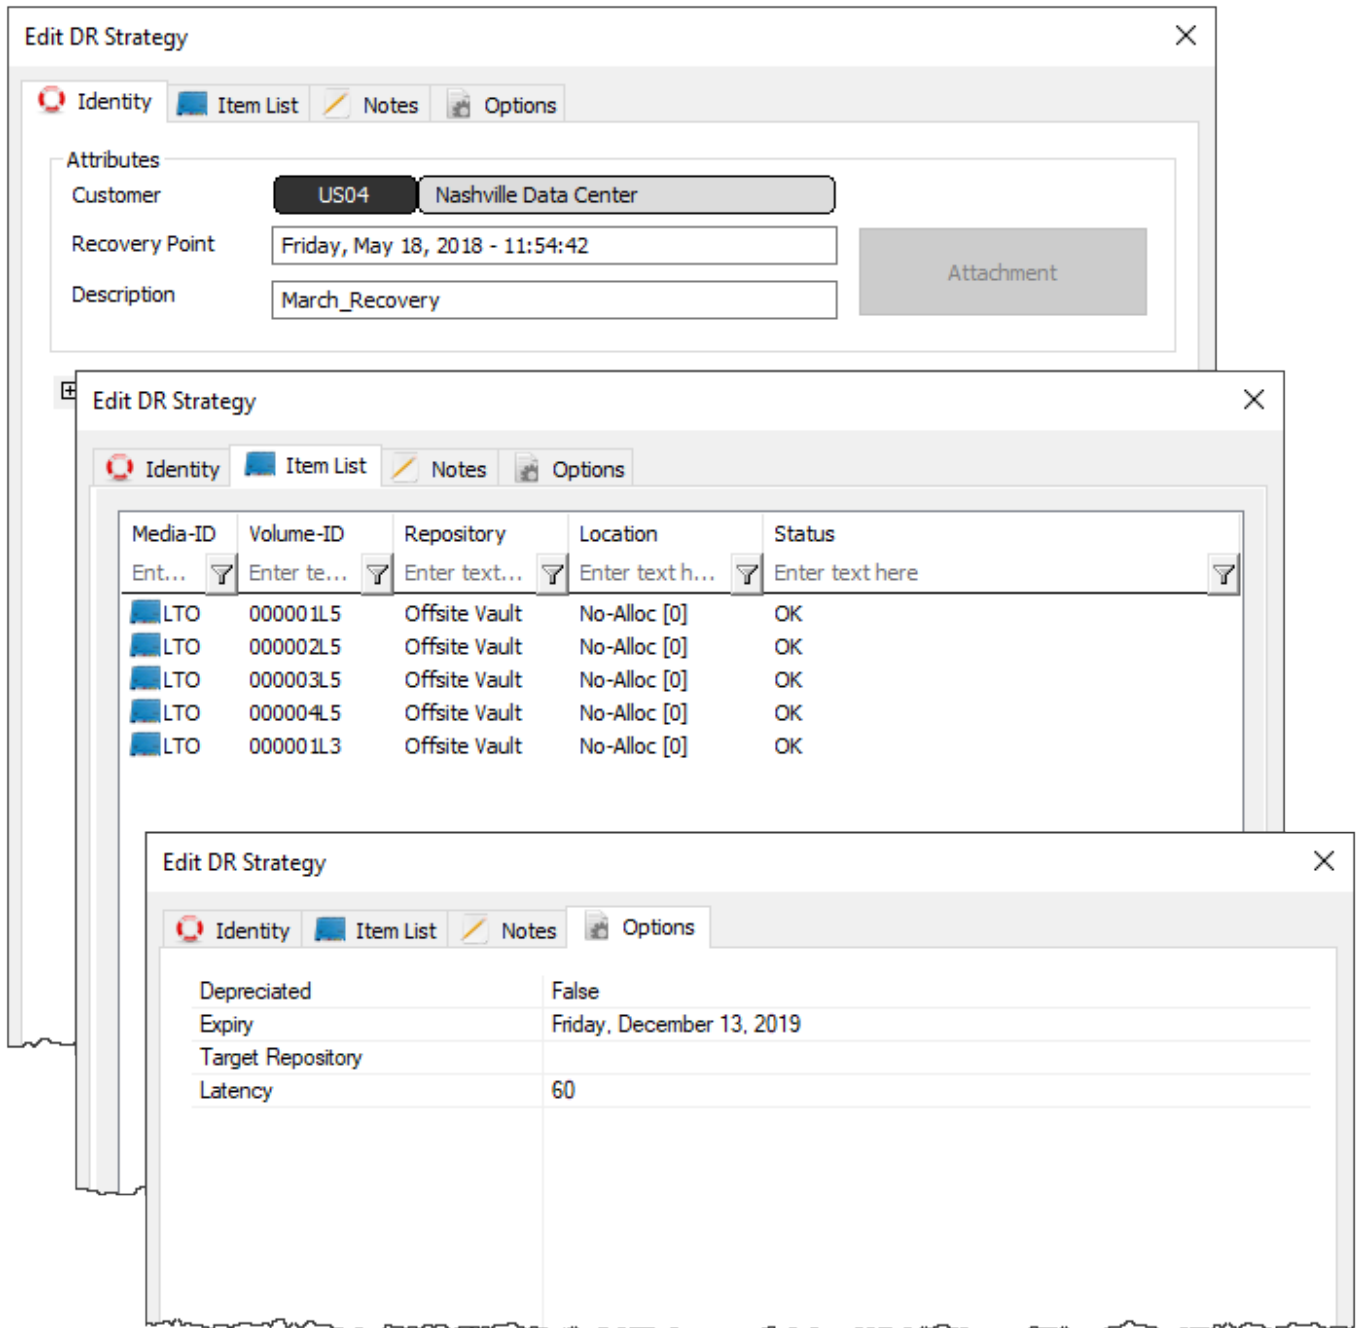 Edit DR Strategy
Identity Item List Notes Options
Attributes
Customer US04 Nashville Data Center
Recovery Point Friday, May 18, 2018 - 11:54:42
Attachment
Description March_Recovery
Edit DR Strategy
Identity Item List Notes Options
Media-ID Volume-ID Repository Location Status
Ent... Enter te... Enter text... Enter text h... Enter text here
LTO 000001L5 Offsite Vault No-Alloc [0] OK
LTO 000002L5 Offsite Vault No-Alloc [0] OK
LTO 000003L5 Offsite Vault No-Alloc [0] OK
LTO 000004L5 Offsite Vault No-Alloc [0] OK
LTO 000001L3 Offsite Vault No-Alloc [0] OK
Edit DR Strategy
Identity Item List Notes Options
Depreciated False
Expiry Friday, December 13, 2019
Target Repository
Latency 60